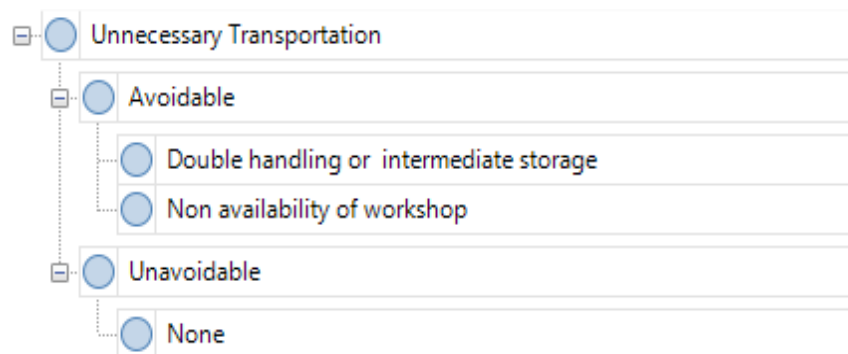 Unnecessary Transportation
Avoidable
Double handling or  intermediate storage
Non availability of workshop
Unavoidable
None